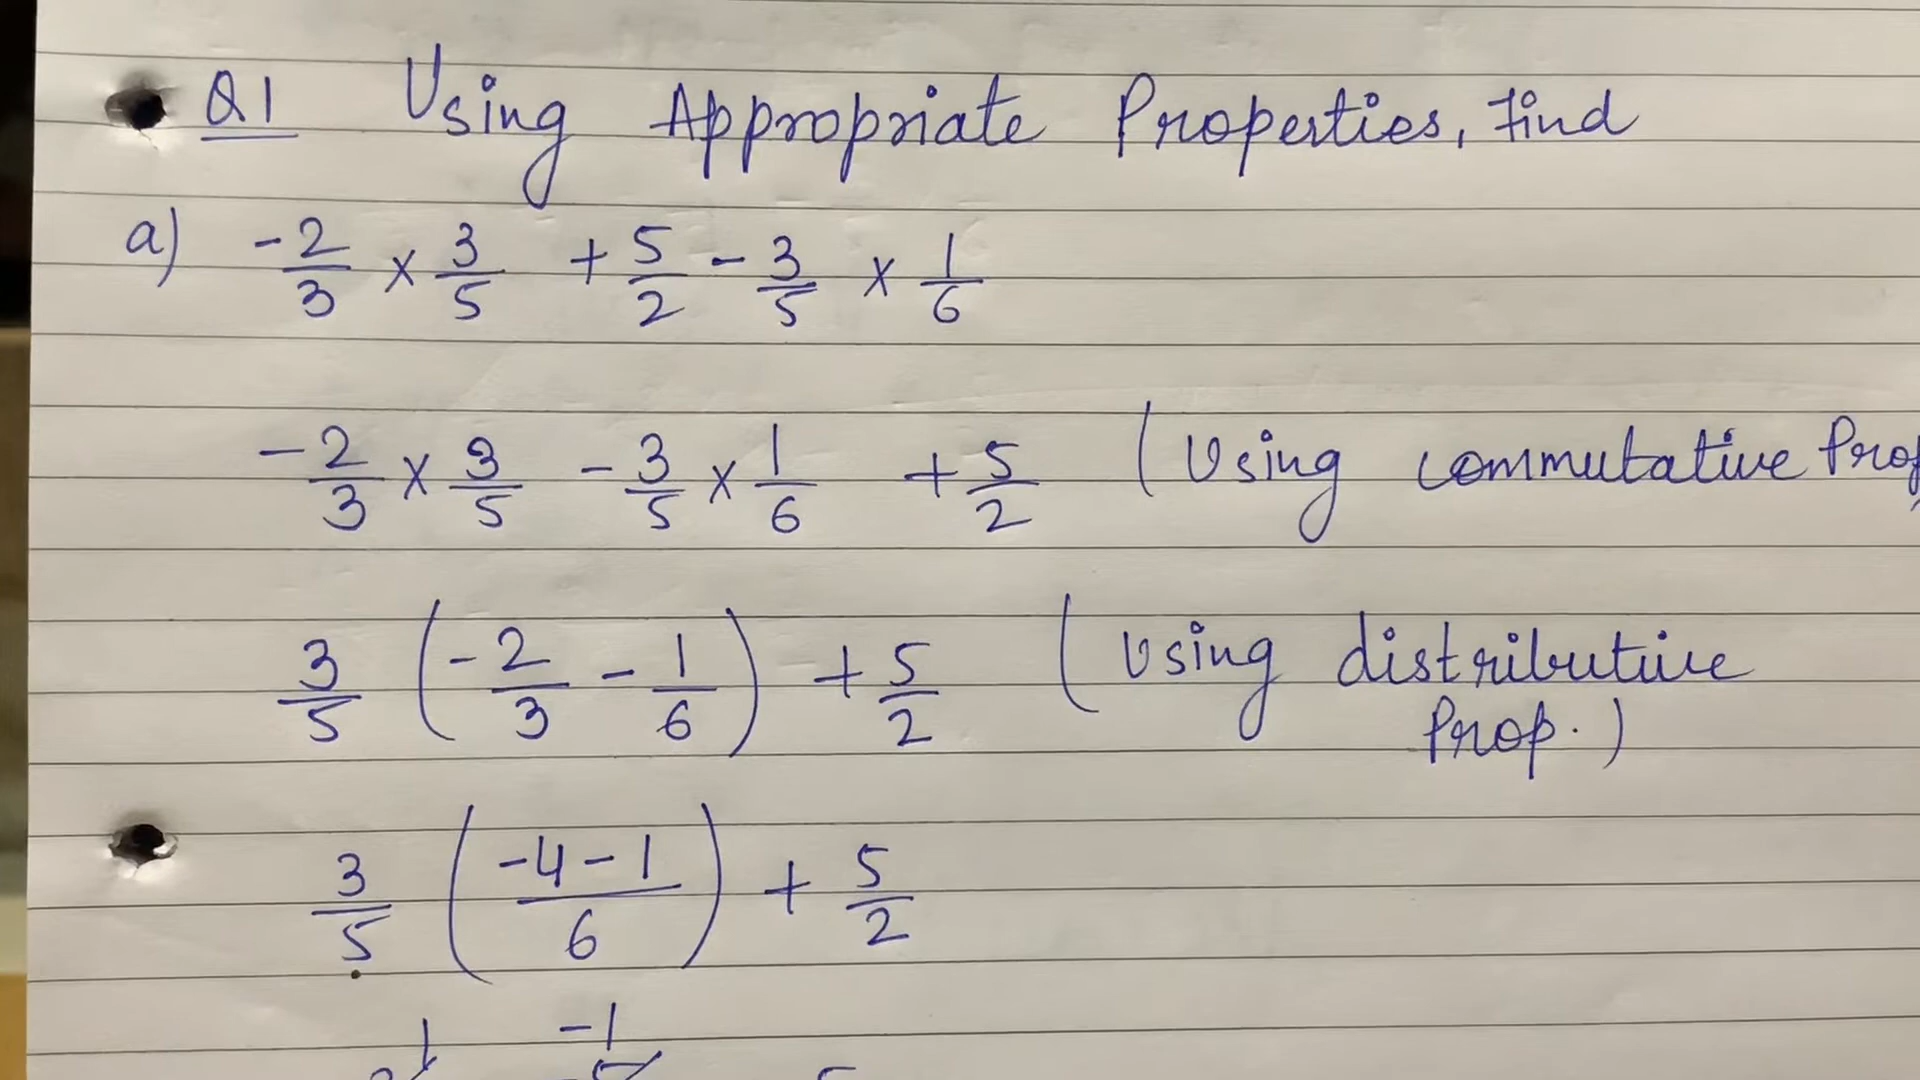 Q1 Using Appropriate Properties, find
a) -2/3 × 3/5 + 5/2 - 3/5 × 1/6
-2/3 × 3/5 - 3/5 × 1/6 + 5/2 (Using commutative Prop
3/5 (-2/3 - 1/6) + 5/2 (Using distributive
Prop.)
3/5 (-4-1/6) + 5/2
1 -1